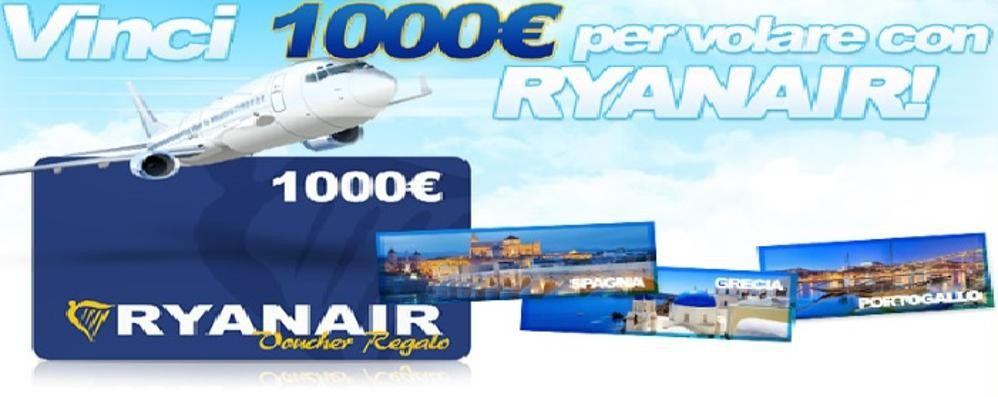 Vinci 1000€ per volare con
RYANAIR!
1000€
RYANAIR
Voucher Regalo
SPAGNA
GRECIA
PORTOGALLO